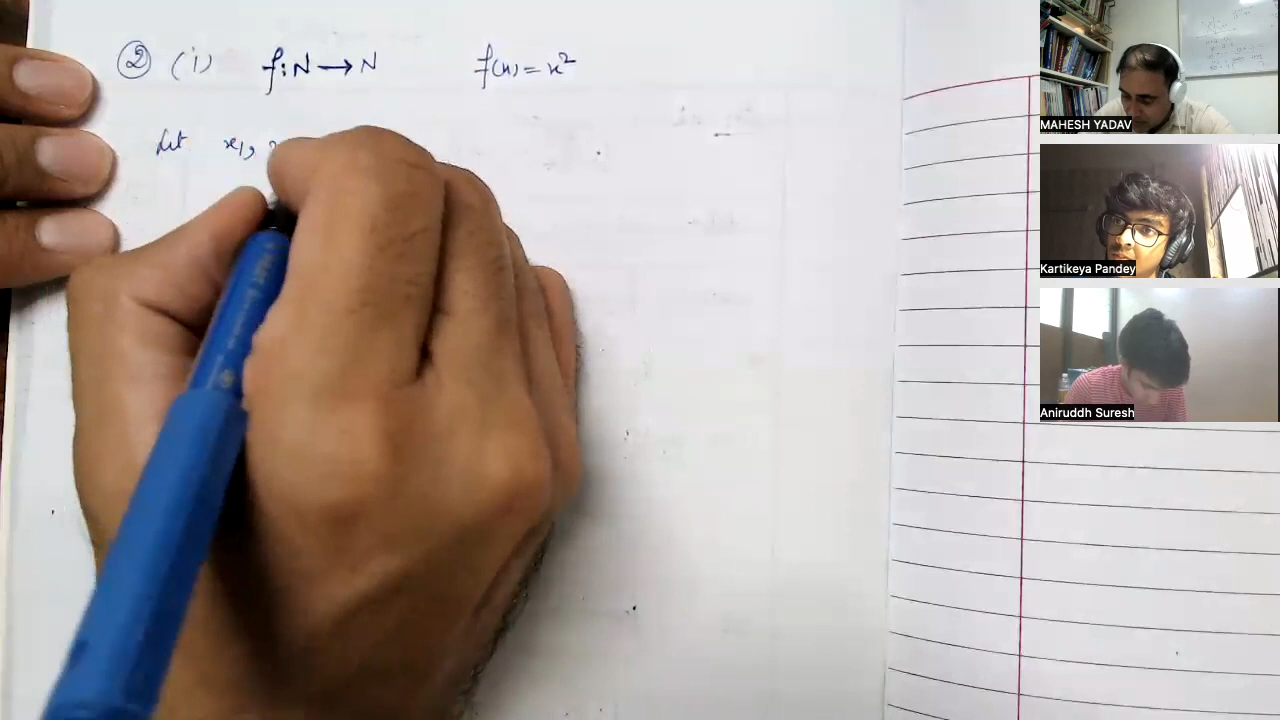 ② (i) f: N → N f(x) = x²
Let x₁,
MAHESH YADAV
Kartikeya Pandey
Aniruddh Suresh